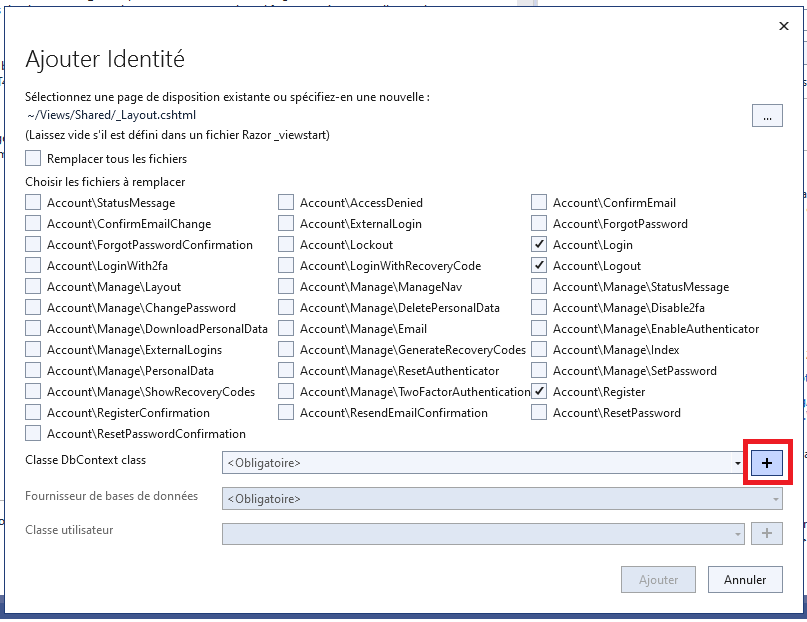 Ajouter Identité
Sélectionnez une page de disposition existante ou spécifiez-en une nouvelle :
~/Views/Shared/_Layout.cshtml
...
(Laissez vide s'il est défini dans un fichier Razor _viewstart)
Remplacer tous les fichiers
Choisir les fichiers à remplacer
Account\StatusMessage Account\AccessDenied Account\ConfirmEmail
Account\ConfirmEmailChange Account\ExternalLogin Account\ForgotPassword
Account\ForgotPasswordConfirmation Account\Lockout Account\Login
Account\LoginWith2fa Account\LoginWithRecoveryCode Account\Logout
Account\Manage\Layout Account\Manage\ManageNav Account\Manage\StatusMessage
Account\Manage\ChangePassword Account\Manage\DeletePersonalData Account\Manage\Disable2fa
Account\Manage\DownloadPersonalData Account\Manage\Email Account\Manage\EnableAuthenticator
Account\Manage\ExternalLogins Account\Manage\GenerateRecoveryCodes Account\Manage\Index
Account\Manage\PersonalData Account\Manage\ResetAuthenticator Account\Manage\SetPassword
Account\Manage\ShowRecoveryCodes Account\Manage\TwoFactorAuthentication Account\Register
Account\RegisterConfirmation Account\ResendEmailConfirmation Account\ResetPassword
Account\ResetPasswordConfirmation
Classe DbContext class <Obligatoire> +
Fournisseur de bases de données <Obligatoire>
Classe utilisateur +
Ajouter Annuler